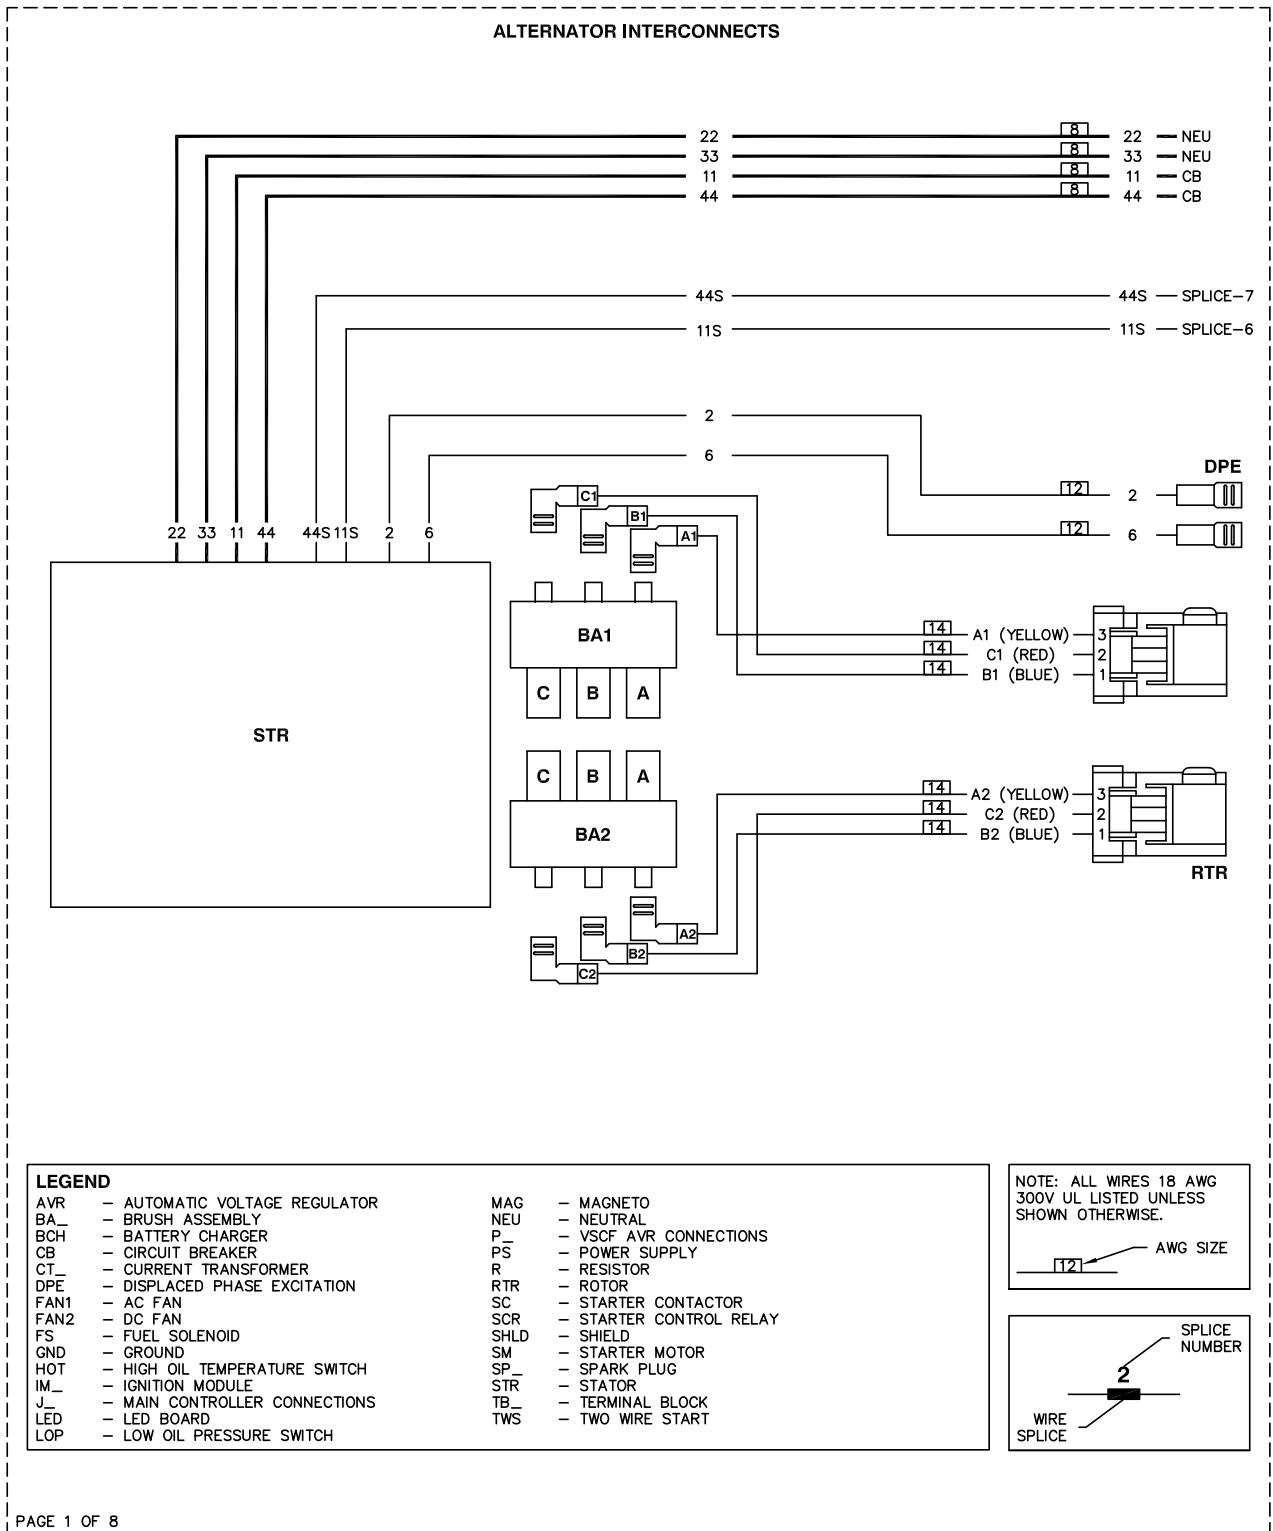 ALTERNATOR INTERCONNECTS
22 8 22 NEU
33 8 33 NEU
11 8 11 CB
44 8 44 CB
44S 44S SPLICE-7
11S 11S SPLICE-6
2
6
DPE
12 2
12 6
C1
B1
A1
22 33 11 44 44S 11S 2 6
BA1
C B A
14 A1 (YELLOW) 3
14 C1 (RED) 2
14 B1 (BLUE) 1
STR
C B A
BA2
14 A2 (YELLOW) 3
14 C2 (RED) 2
14 B2 (BLUE) 1
RTR
A2
B2
C2
LEGEND
AVR - AUTOMATIC VOLTAGE REGULATOR
BA_ - BRUSH ASSEMBLY
BCH - BATTERY CHARGER
CB - CIRCUIT BREAKER
CT_ - CURRENT TRANSFORMER
DPE - DISPLACED PHASE EXCITATION
FAN1 - AC FAN
FAN2 - DC FAN
FS - FUEL SOLENOID
GND - GROUND
HOT - HIGH OIL TEMPERATURE SWITCH
IM_ - IGNITION MODULE
J_ - MAIN CONTROLLER CONNECTIONS
LED - LED BOARD
LOP - LOW OIL PRESSURE SWITCH
MAG - MAGNETO
NEU - NEUTRAL
P_ - VSCF AVR CONNECTIONS
PS - POWER SUPPLY
R - RESISTOR
RTR - ROTOR
SC - STARTER CONTACTOR
SCR - STARTER CONTROL RELAY
SHLD - SHIELD
SM - STARTER MOTOR
SP_ - SPARK PLUG
STR - STATOR
TB_ - TERMINAL BLOCK
TWS - TWO WIRE START
NOTE: ALL WIRES 18 AWG
300V UL LISTED UNLESS
SHOWN OTHERWISE.
AWG SIZE
12
SPLICE
NUMBER
2
WIRE
SPLICE
PAGE 1 OF 8